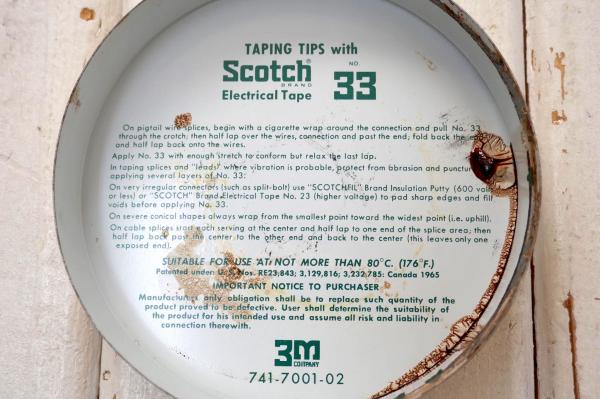 TAPING TIPS with
Scotch® NO. 33
BRAND
Electrical Tape
On pigtail wire splices, begin with a cigarette wrap around the connection and pull No. 33
through the crotch; then half lap over the wires, connection and past the end; fold back the end
and half lap back onto the wires.
Apply No. 33 with enough stretch to conform but relax the last lap.
In taping splices and "leads" where vibration is probable, protect from abrasion and puncture
applying several layers of No. 33:
On very irregular connectors (such as split-bolt) use "SCOTCHFIL" Brand Insulation Putty (600 volts
or less) or "SCOTCH" Brand Electrical Tape No. 23 (higher voltage) to pad sharp edges and fill
voids before applying No. 33.
On severe conical shapes always wrap from the smallest point toward the widest point (i.e. uphill).
On cable splices start each serving at the center and half lap to one end of the splice area; then
half lap back past the center to the other end and back to the center (this leaves only one
exposed end).
SUITABLE FOR USE AT NOT MORE THAN 80°C. (176°F.)
Patented under U.S. Nos. RE23,843; 3,129,816; 3,232,785: Canada 1965
IMPORTANT NOTICE TO PURCHASER
Manufacturer's only obligation shall be to replace such quantity of the
product proved to be defective. User shall determine the suitability of
the product for his intended use and assume all risk and liability in
connection therewith.
3M
COMPANY
741-7001-02